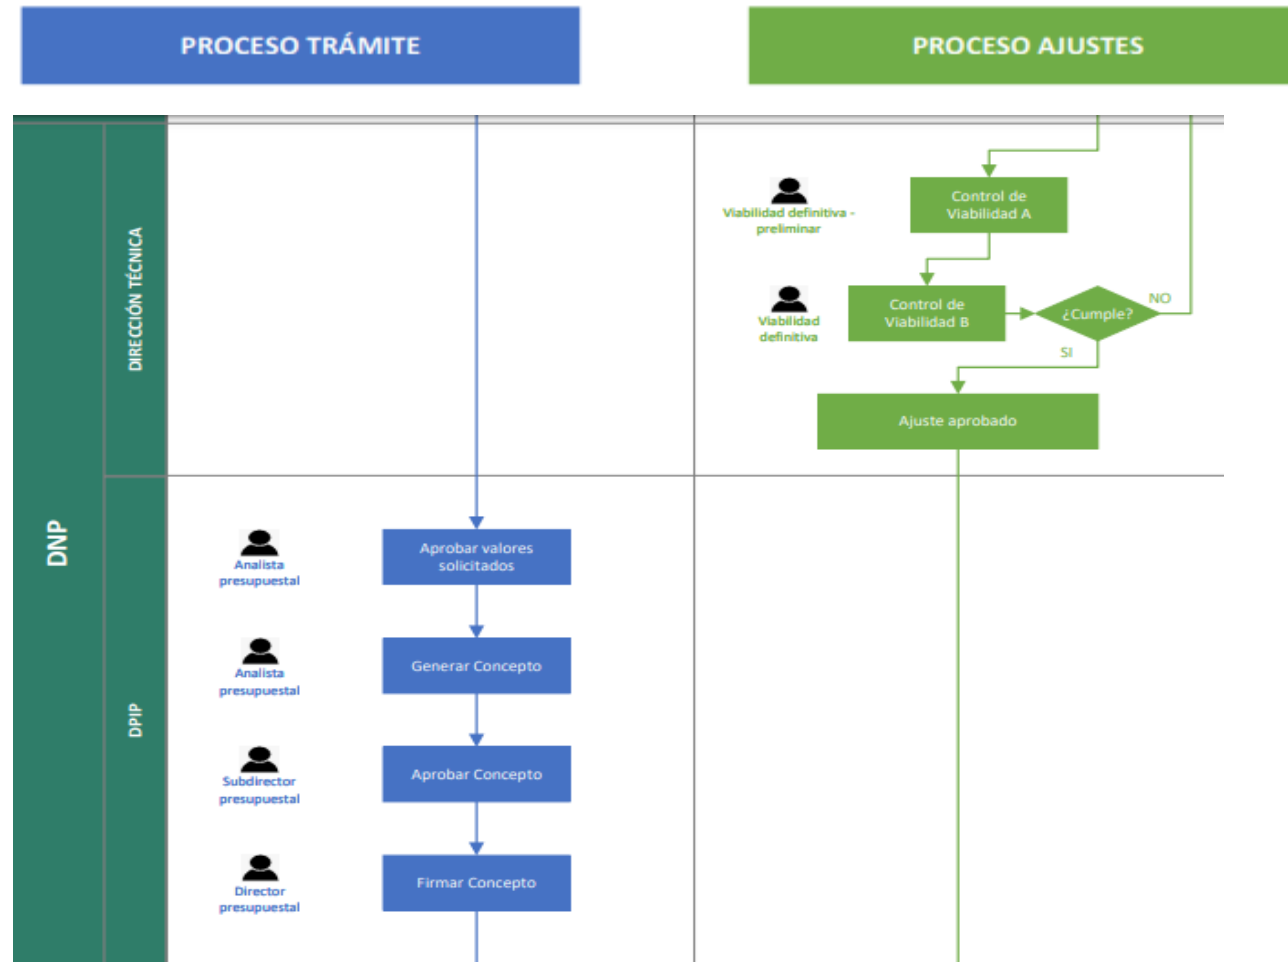 PROCESO TRÁMITE
PROCESO AJUSTES
DNP
DIRECCIÓN TÉCNICA
Viabilidad definitiva -
preliminar
Control de
Viabilidad A
Viabilidad
definitiva
Control de
Viabilidad B
¿Cumple?
NO
SI
Ajuste aprobado
DPIP
Analista
presupuestal
Aprobar valores
solicitados
Analista
presupuestal
Generar Concepto
Subdirector
presupuestal
Aprobar Concepto
Director
presupuestal
Firmar Concepto